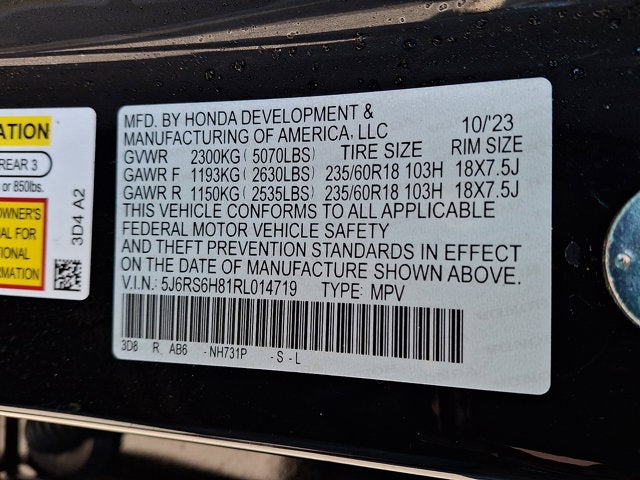 ATION
REAR 3
or 850lbs.
OWNER'S
AL FOR
TIONAL
RMATION
3D4 A2
MFD. BY HONDA DEVELOPMENT &
MANUFACTURING OF AMERICA, LLC 10/'23
GVWR 2300KG (5070LBS) TIRE SIZE RIM SIZE
GAWR F 1193KG (2630LBS) 235/60R18 103H 18X7.5J
GAWR R 1150KG (2535LBS) 235/60R18 103H 18X7.5J
THIS VEHICLE CONFORMS TO ALL APPLICABLE
FEDERAL MOTOR VEHICLE SAFETY
AND THEFT PREVENTION STANDARDS IN EFFECT
ON THE DATE OF MANUFACTURE SHOWN ABOVE.
V.I.N.: 5J6RS6H81RL014719 TYPE: MPV
3D8 R AB6 -NH731P -S-L